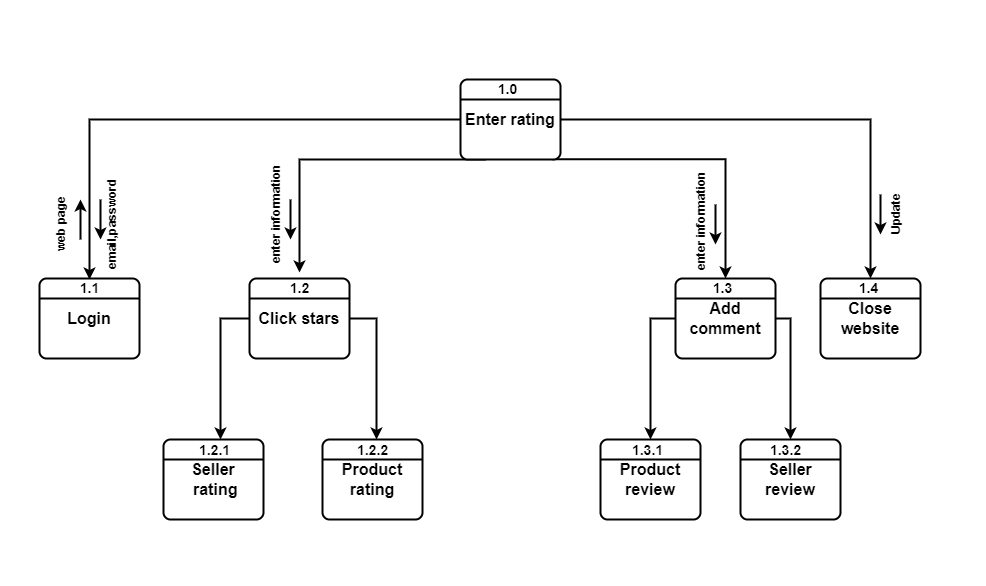 1.0
Enter rating
web page
email,password
enter information
enter information
Update
1.1
Login
1.2
Click stars
1.3
Add
comment
1.4
Close
website
1.2.1
Seller
rating
1.2.2
Product
rating
1.3.1
Product
review
1.3.2
Seller
review